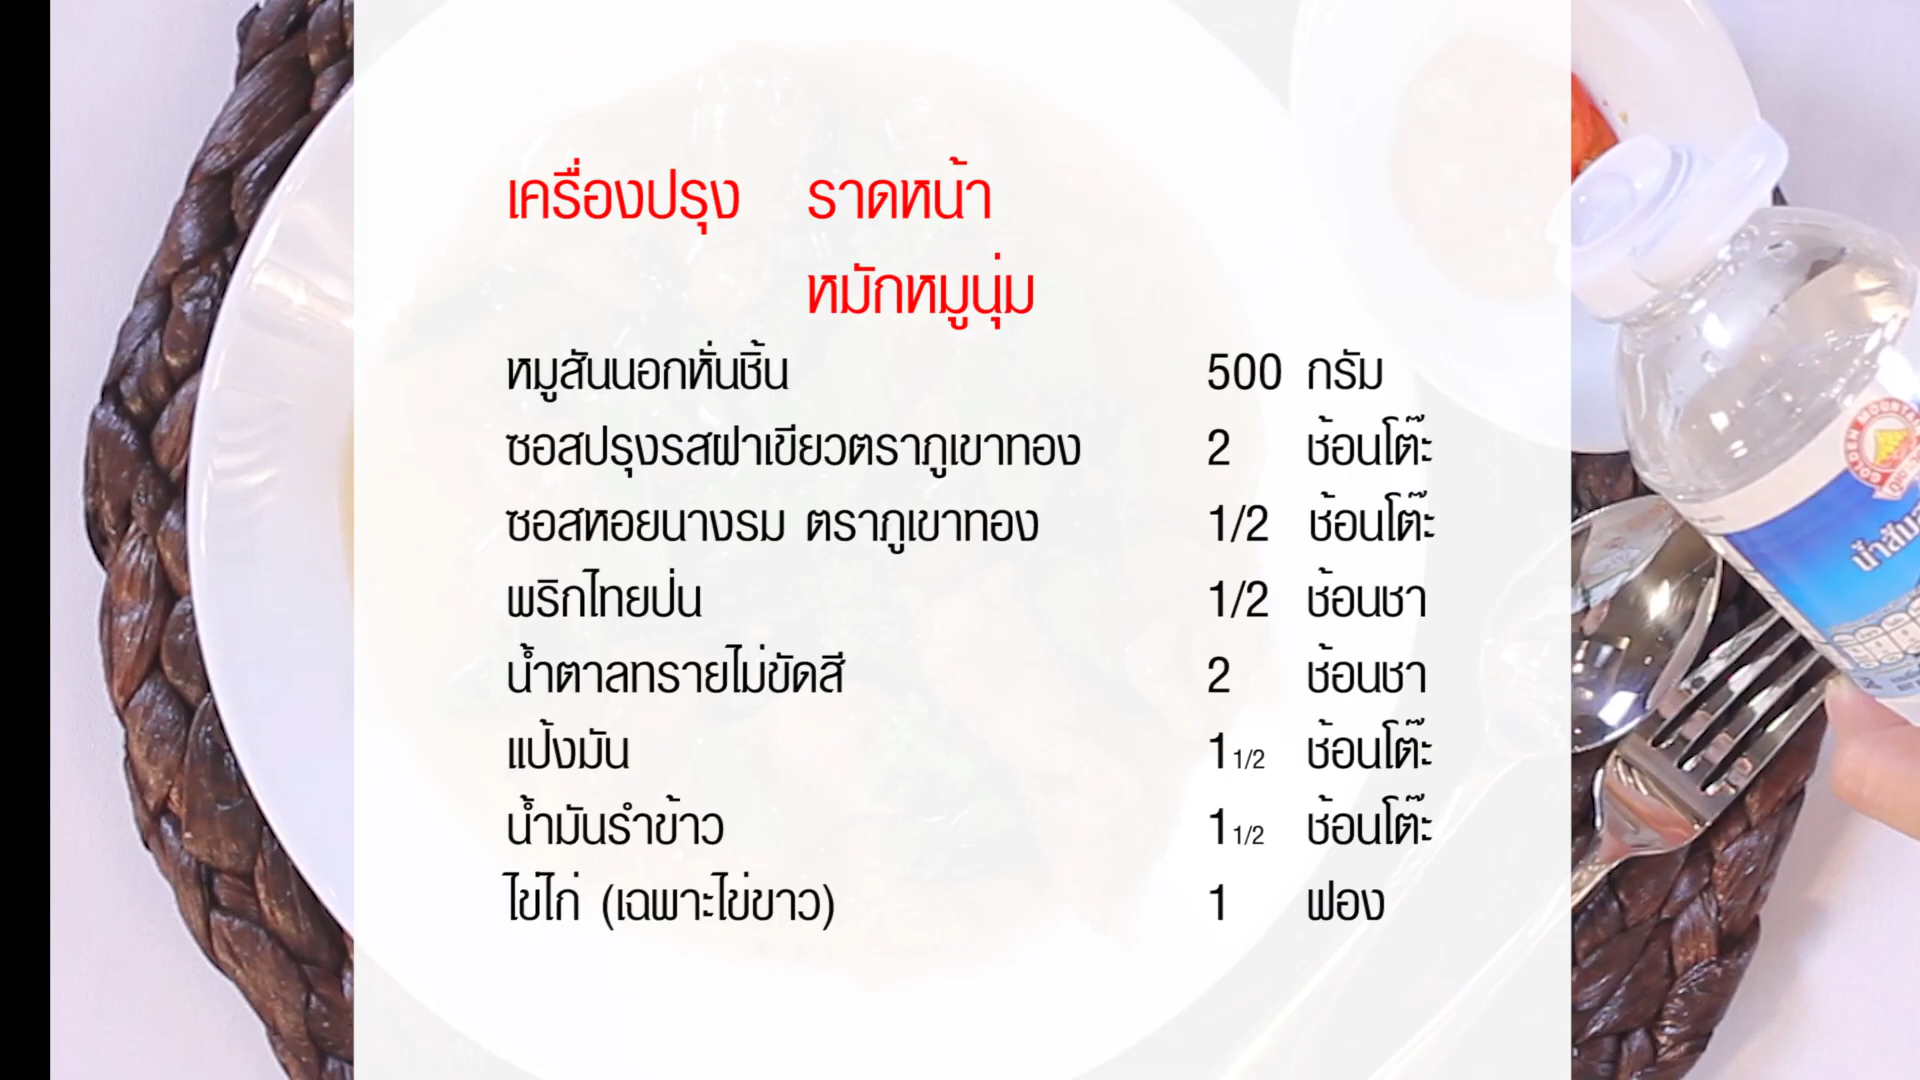 เครื่องปรุง ราดหน้า
หมักหมูนุ่ม
หมูสันนอกหั่นชิ้น 500 กรัม
ซอสปรุงรสฝาเขียวตราภูเขาทอง 2 ช้อนโต๊ะ
ซอสหอยนางรม ตราภูเขาทอง 1/2 ช้อนโต๊ะ
พริกไทยป่น 1/2 ช้อนชา
น้ำตาลทรายไม่ขัดสี 2 ช้อนชา
แป้งมัน 1 1/2 ช้อนโต๊ะ
น้ำมันรำข้าว 1 1/2 ช้อนโต๊ะ
ไข่ไก่ (เฉพาะไข่ขาว) 1 ฟอง
GOLDEN
น้ำส้ม